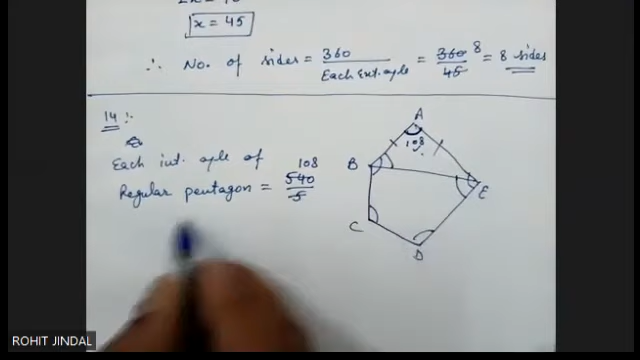 x = 45
∴ No. of sides = 360 / Each Ext. angle = 360 / 45 8 = 8 sides
14 :-
Each int. angle of
Regular pentagon = 540 / 5 108
A
108
B
E
C
D
ROHIT JINDAL